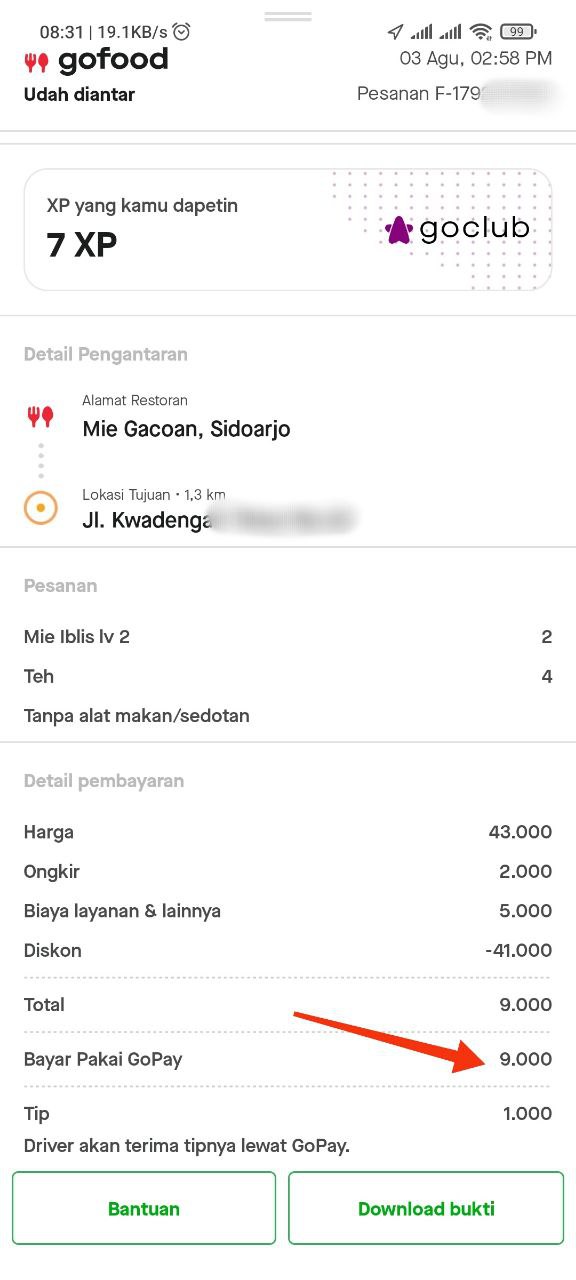 08:31 | 19.1KB/s 99
gofood 03 Agu, 02:58 PM
Udah diantar Pesanan F-179
XP yang kamu dapetin
7 XP goclub
Detail Pengantaran
Alamat Restoran
Mie Gacoan, Sidoarjo
Lokasi Tujuan • 1,3 km
Jl. Kwadenga
Pesanan
Mie Iblis lv 2 2
Teh 4
Tanpa alat makan/sedotan
Detail pembayaran
Harga 43.000
Ongkir 2.000
Biaya layanan & lainnya 5.000
Diskon -41.000
Total 9.000
Bayar Pakai GoPay 9.000
Tip 1.000
Driver akan terima tipnya lewat GoPay.
Bantuan Download bukti